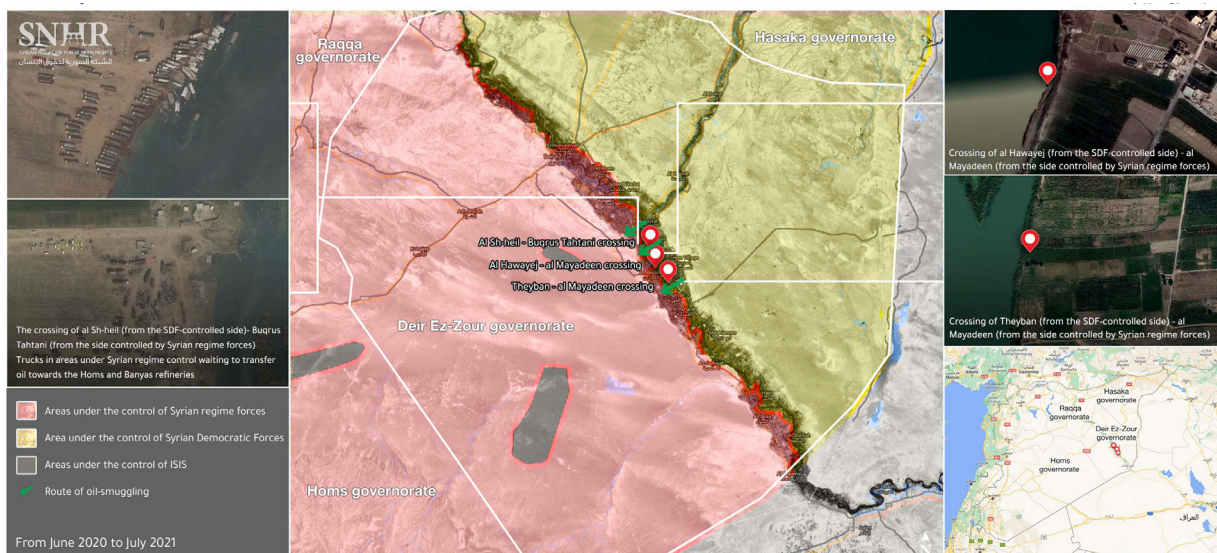 SNHR
SYRIAN NETWORK FOR HUMAN RIGHTS
الشبكة السورية لحقوق الإنسان
The crossing of al Sh-heil (from the SDF-controlled side)- Buqrus
Tahtani (from the side controlled by Syrian regime forces)
Trucks in areas under Syrian regime control waiting to transfer
oil towards the Homs and Banyas refineries
Areas under the control of Syrian regime forces
Area under the control of Syrian Democratic Forces
Areas under the control of ISIS
Route of oil-smuggling
From June 2020 to July 2021
Raqqa
governorate
Hasaka governorate
Al Sh-heil - Buqrus Tahtani crossing
Al Hawayej - al Mayadeen crossing
Theyban - al Mayadeen crossing
Deir Ez-Zour governorate
Homs governorate
N
Crossing of al Hawayej (from the SDF-controlled side) - al
Mayadeen (from the side controlled by Syrian regime forces)
Crossing of Theyban (from the SDF-controlled side) - al
Mayadeen (from the side controlled by Syrian regime forces)
Hasaka
governorate
Raqqa
governorate
Deir Ez-Zour
governorate
Homs
governorate
العراق